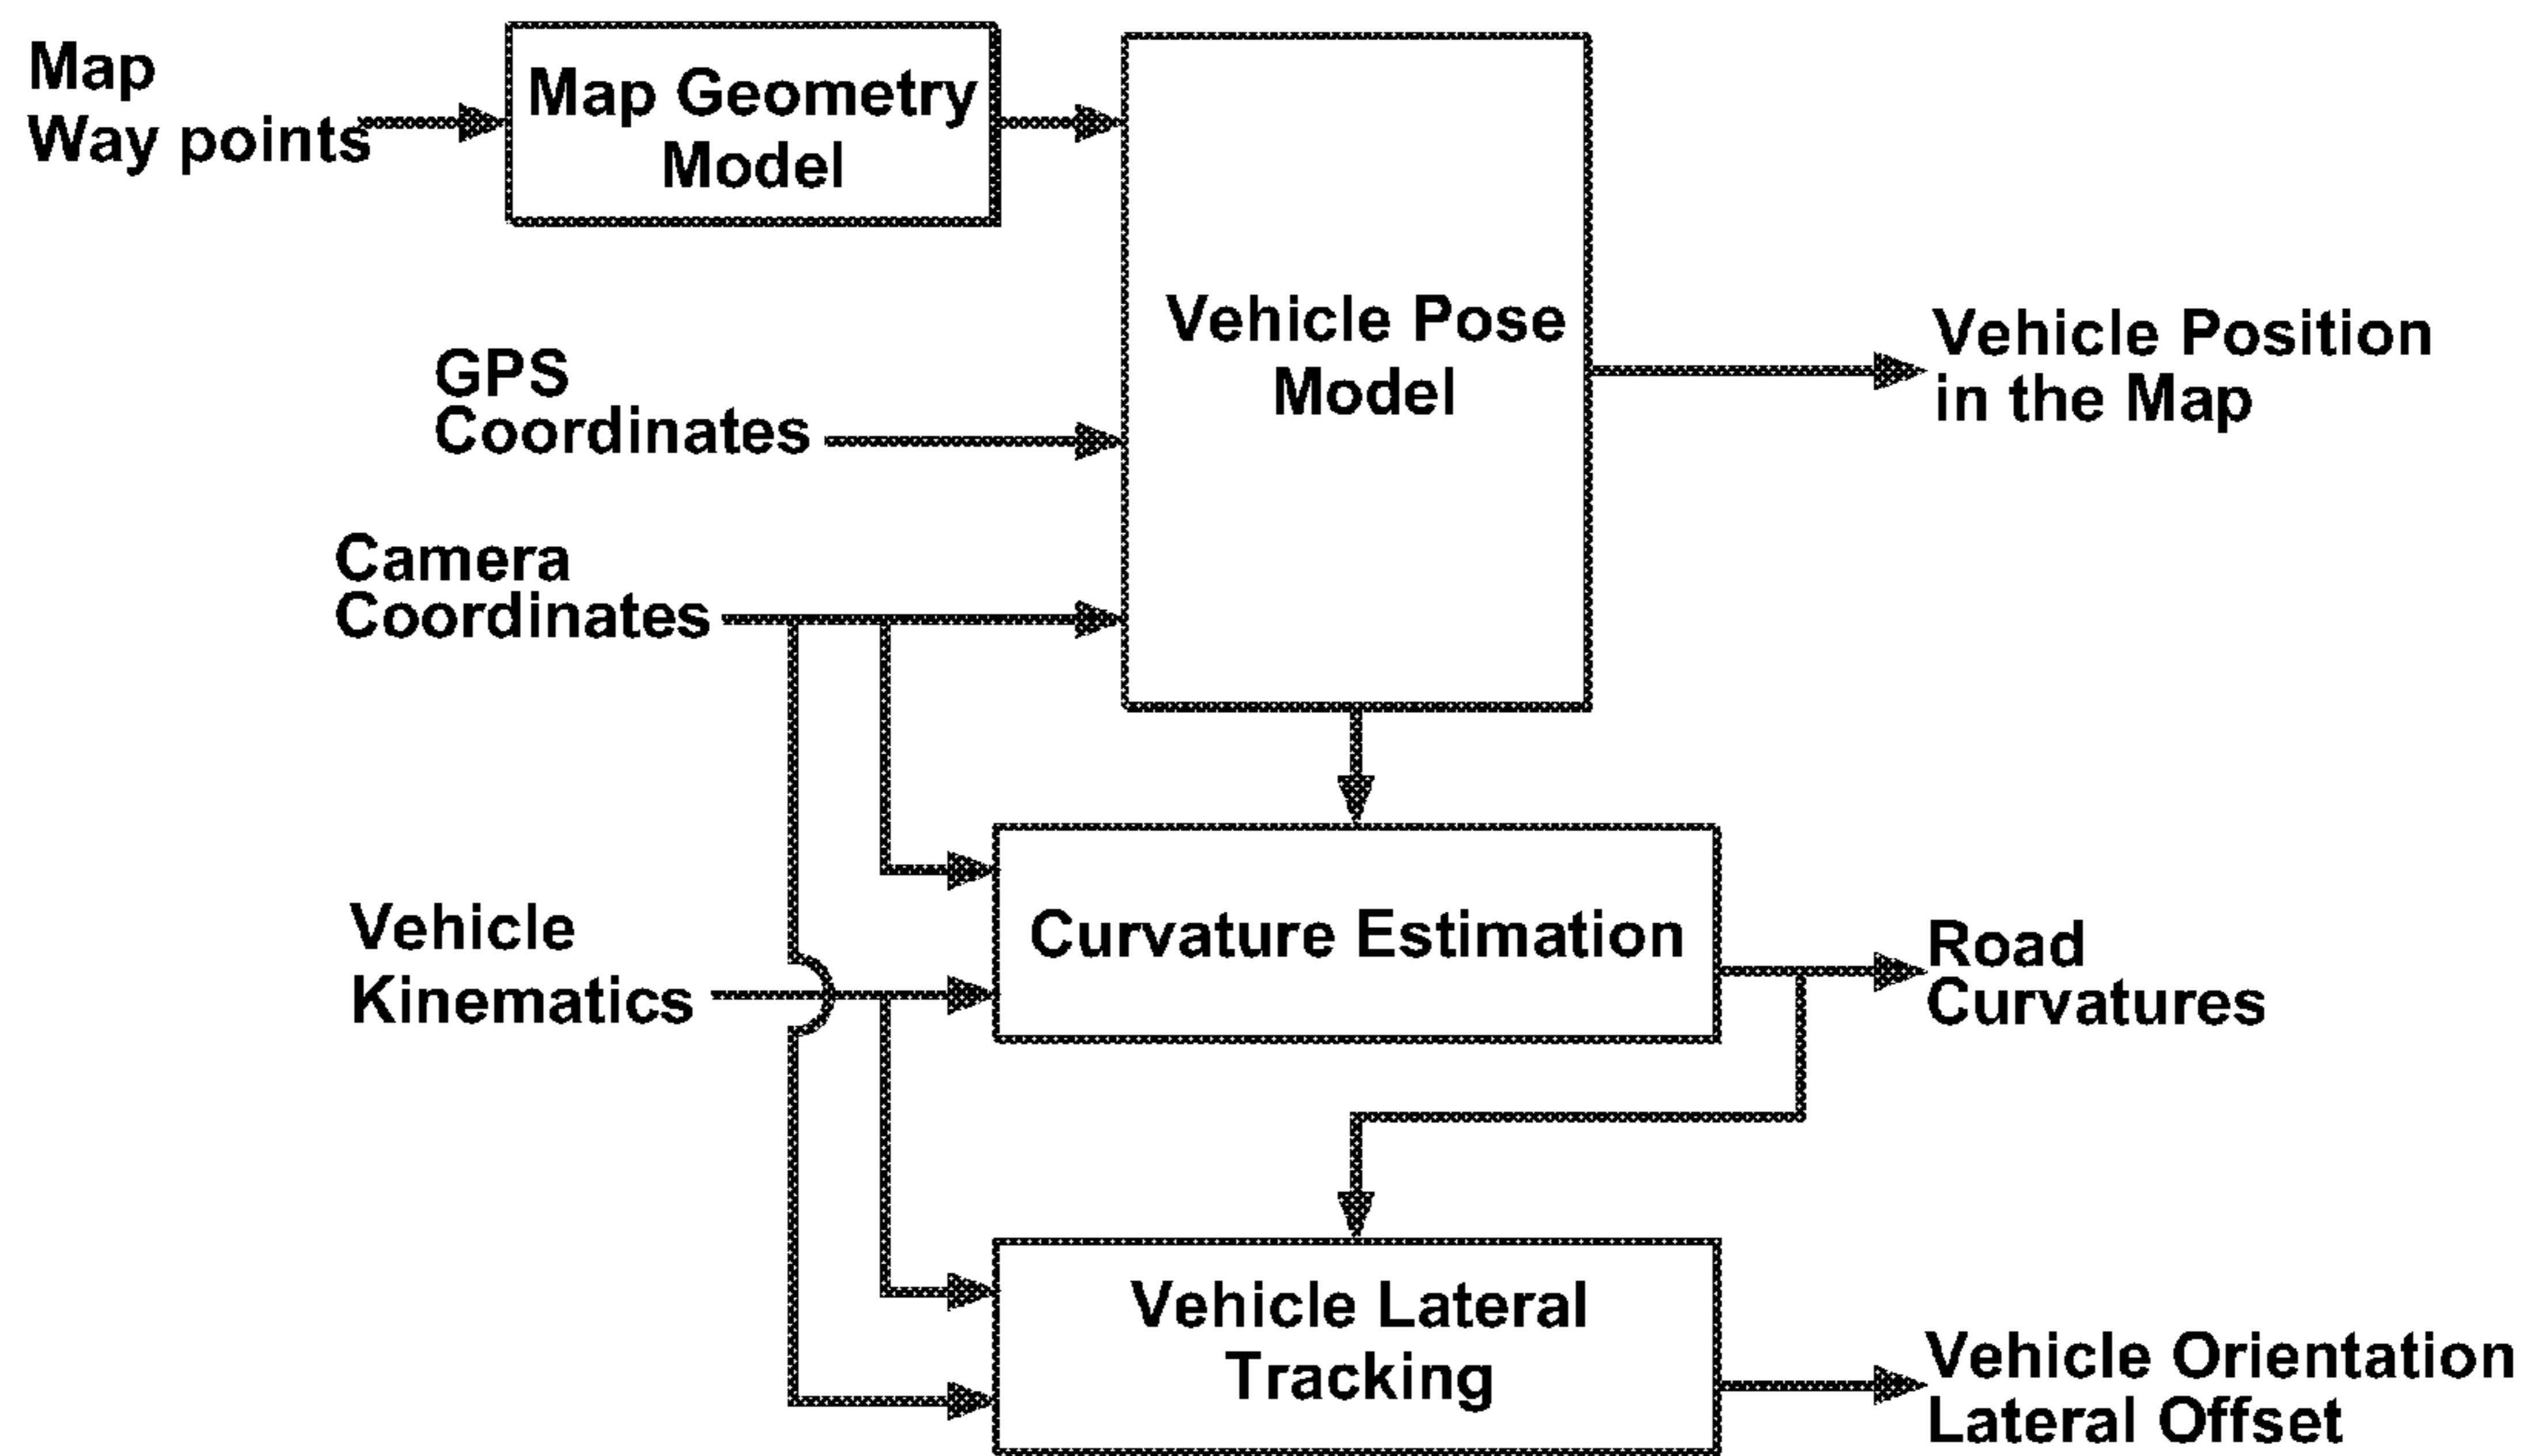 Map
Way points
Map Geometry
Model
Vehicle Pose
Model
GPS
Coordinates
Vehicle Position
in the Map
Camera
Coordinates
Vehicle
Kinematics
Curvature Estimation
Road
Curvatures
Vehicle Lateral
Tracking
Vehicle Orientation
Lateral Offset